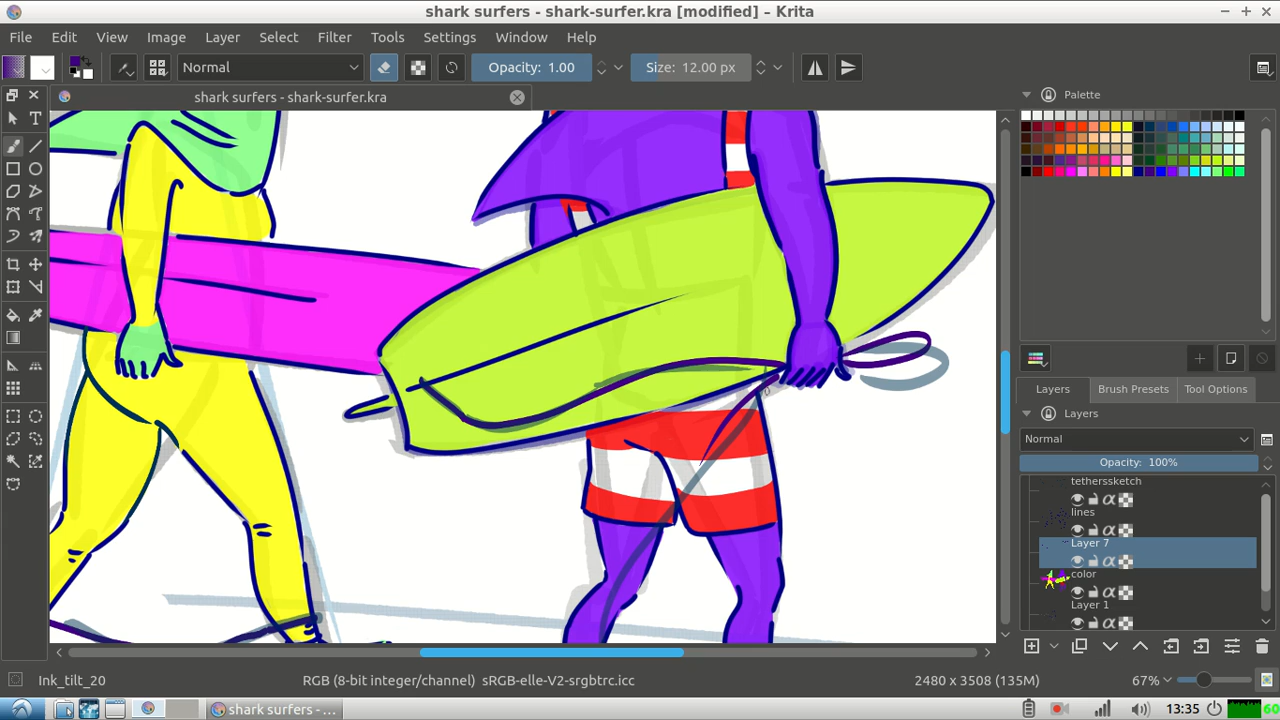 shark surfers - shark-surfer.kra [modified] – Krita
File Edit View Image Layer Select Filter Tools Settings Window Help
Normal Opacity: 1.00 Size: 12.00 px
shark surfers - shark-surfer.kra
Palette
Layers Brush Presets Tool Options
Layers
Normal
Opacity: 100%
tetherssketch
lines
Layer 7
color
Layer 1
Ink_tilt_20 RGB (8-bit integer/channel) sRGB-elle-V2-srgbtrc.icc 2480 x 3508 (135M) 67%
shark surfers - ... 13:35 60